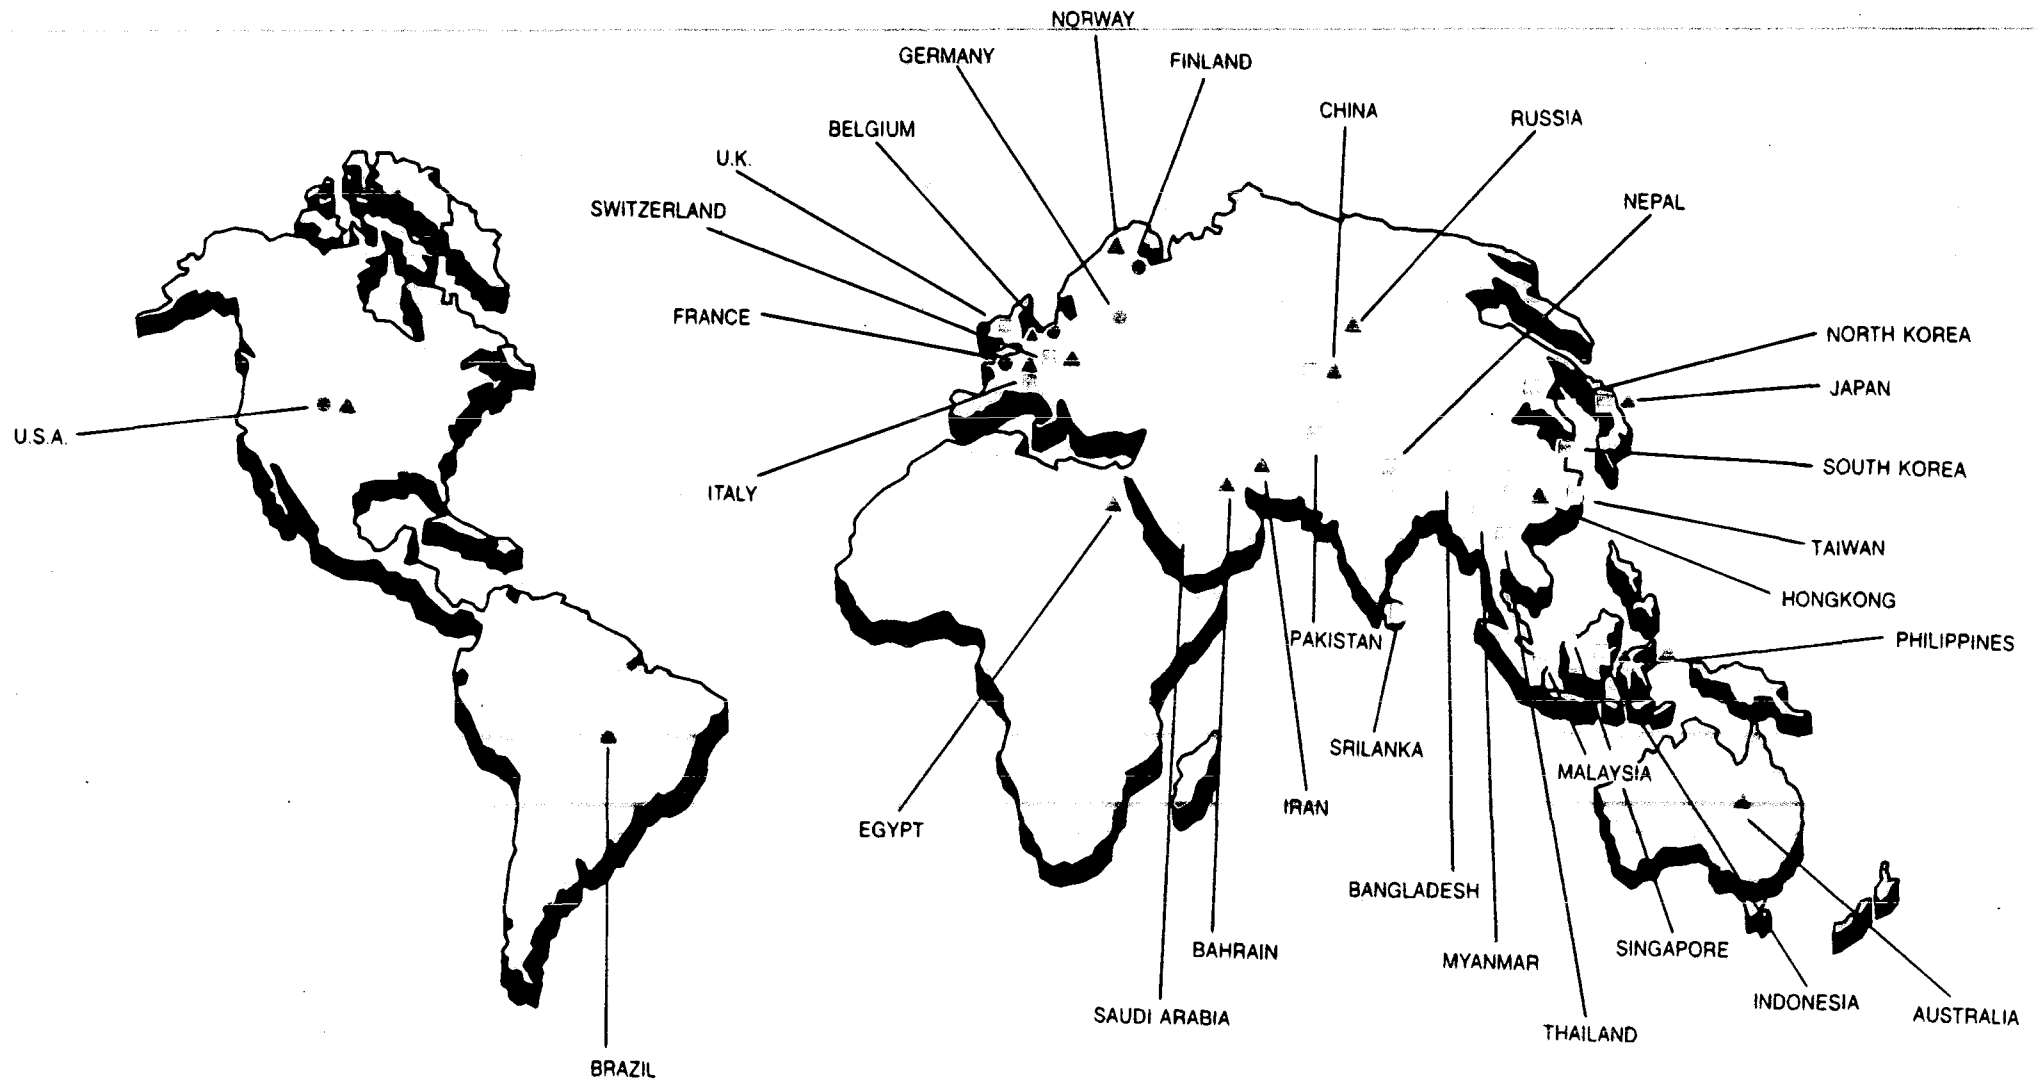 NORWAY
GERMANY
FINLAND
CHINA
RUSSIA
BELGIUM
U.K.
NEPAL
SWITZERLAND
FRANCE
NORTH KOREA
JAPAN
U.S.A.
SOUTH KOREA
ITALY
TAIWAN
HONGKONG
PHILIPPINES
PAKISTAN
SRILANKA
MALAYSIA
IRAN
EGYPT
BANGLADESH
BAHRAIN
SINGAPORE
MYANMAR
INDONESIA
SAUDI ARABIA
AUSTRALIA
THAILAND
BRAZIL